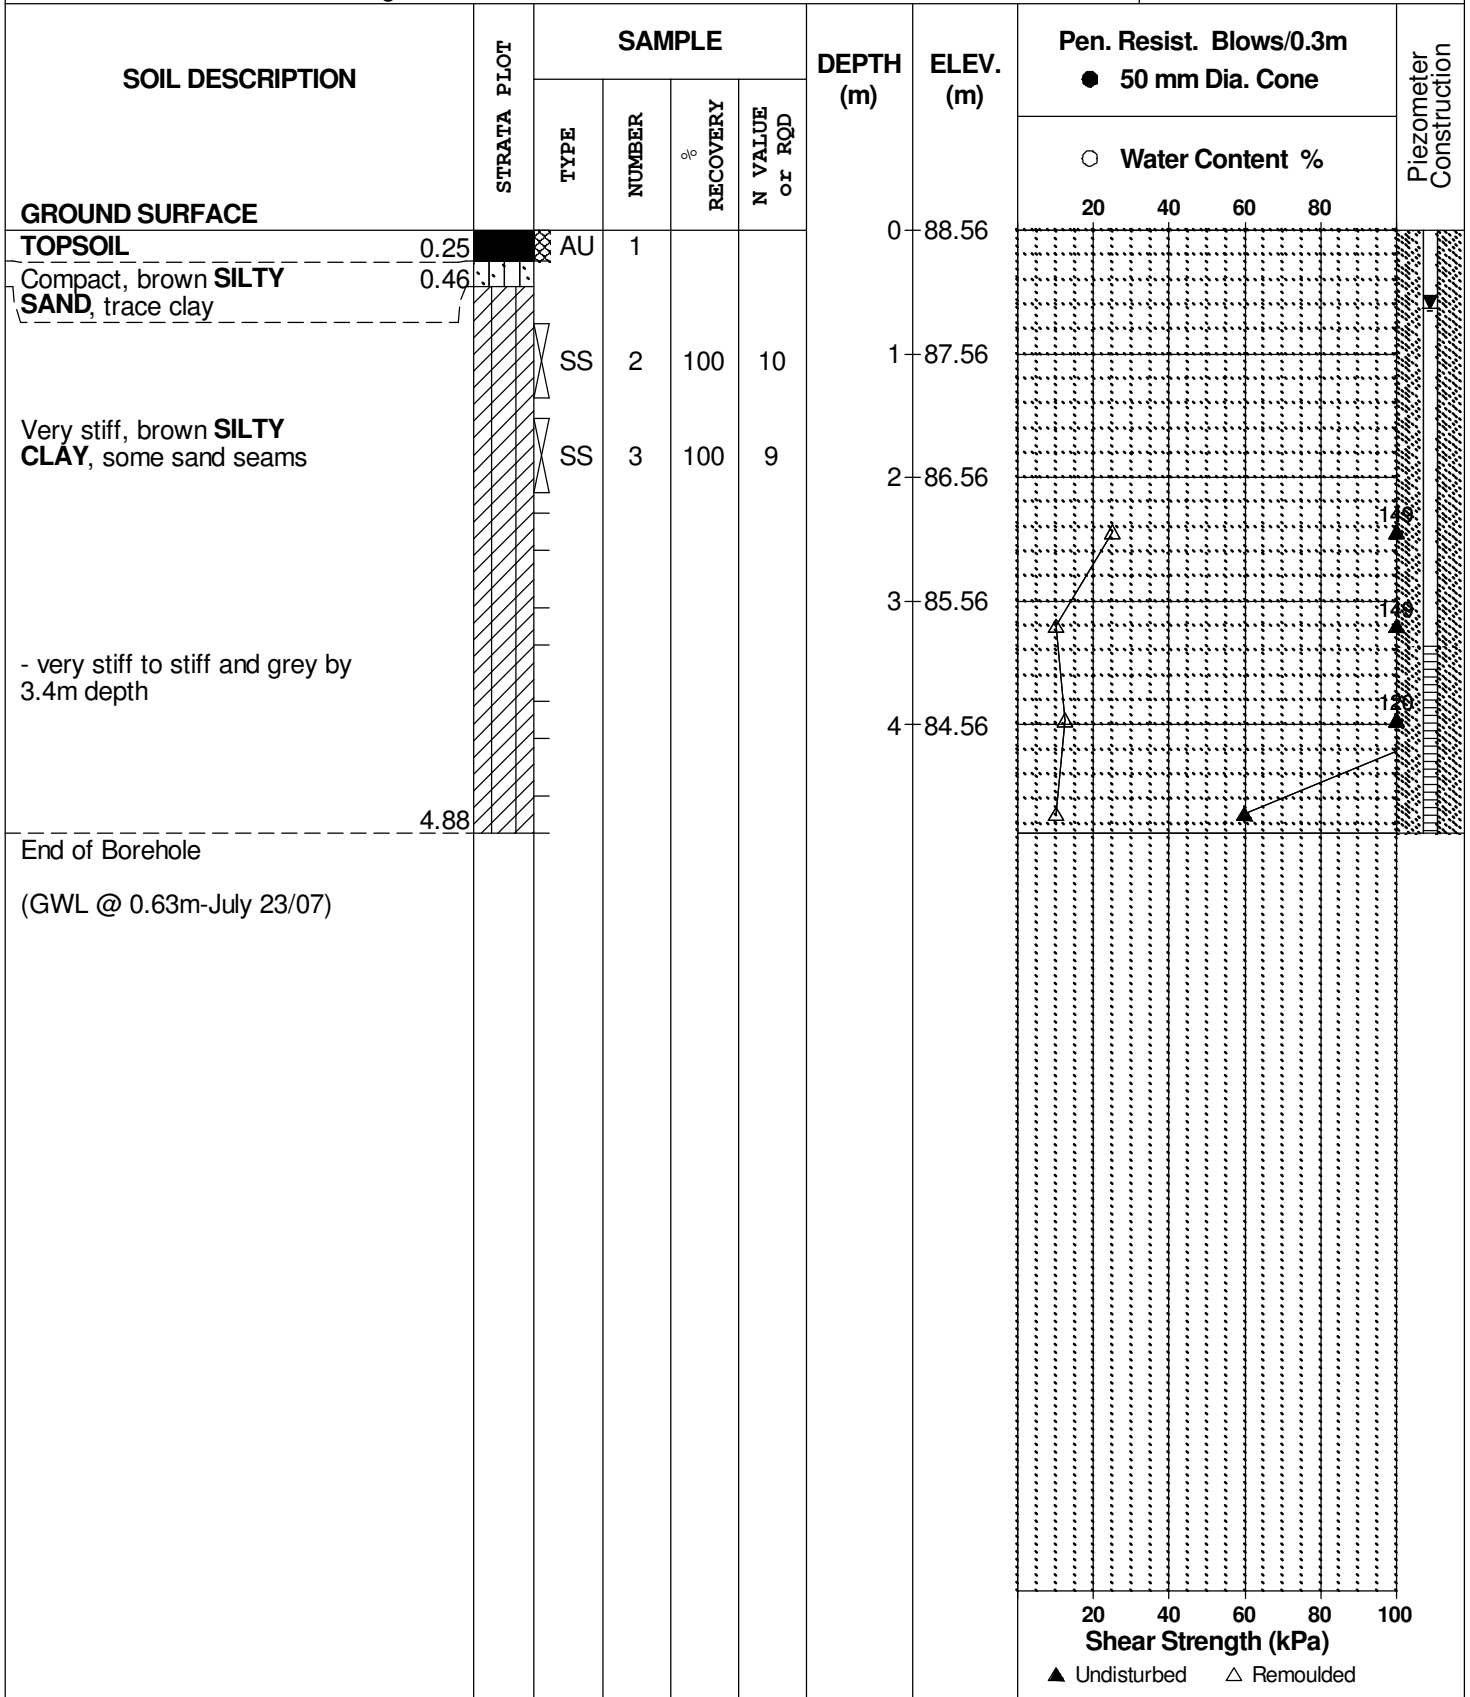 SOIL DESCRIPTION
STRATA PLOT
SAMPLE
TYPE
NUMBER
% RECOVERY
N VALUE or RQD
DEPTH (m)
ELEV. (m)
Pen. Resist. Blows/0.3m
● 50 mm Dia. Cone
○ Water Content %
Piezometer Construction
20 40 60 80
GROUND SURFACE
0 88.56
TOPSOIL 0.25 AU 1
Compact, brown SILTY 0.46
SAND, trace clay
SS 2 100 10
1 87.56
Very stiff, brown SILTY
CLAY, some sand seams
SS 3 100 9
2 86.56
3 85.56
- very stiff to stiff and grey by
3.4m depth
120
4 84.56
4.88
End of Borehole
(GWL @ 0.63m-July 23/07)
20 40 60 80 100
Shear Strength (kPa)
▲ Undisturbed △ Remoulded